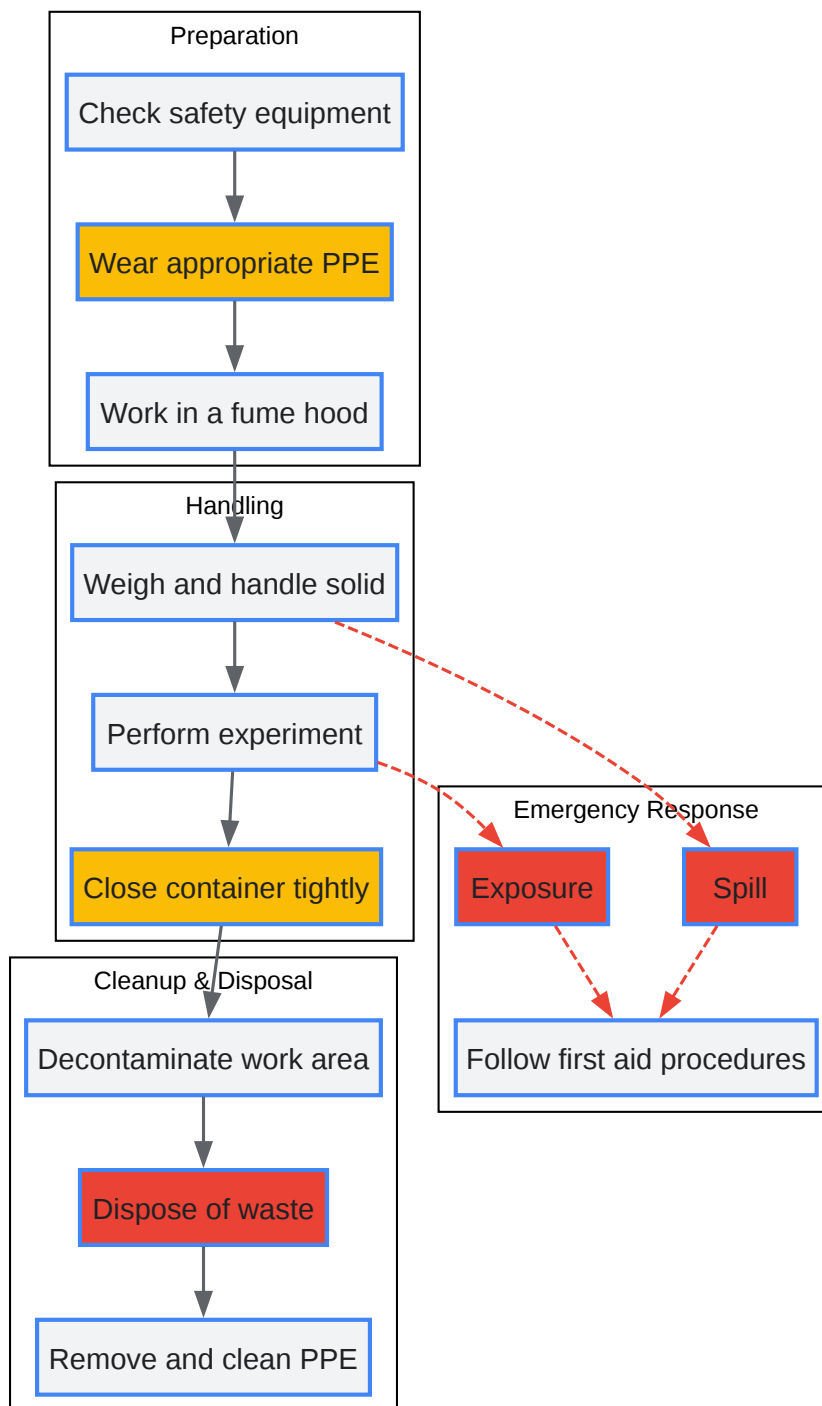 Preparation
Check safety equipment
Wear appropriate PPE
Work in a fume hood
Handling
Weigh and handle solid
Perform experiment
Close container tightly
Emergency Response
Exposure
Spill
Follow first aid procedures
Cleanup & Disposal
Decontaminate work area
Dispose of waste
Remove and clean PPE